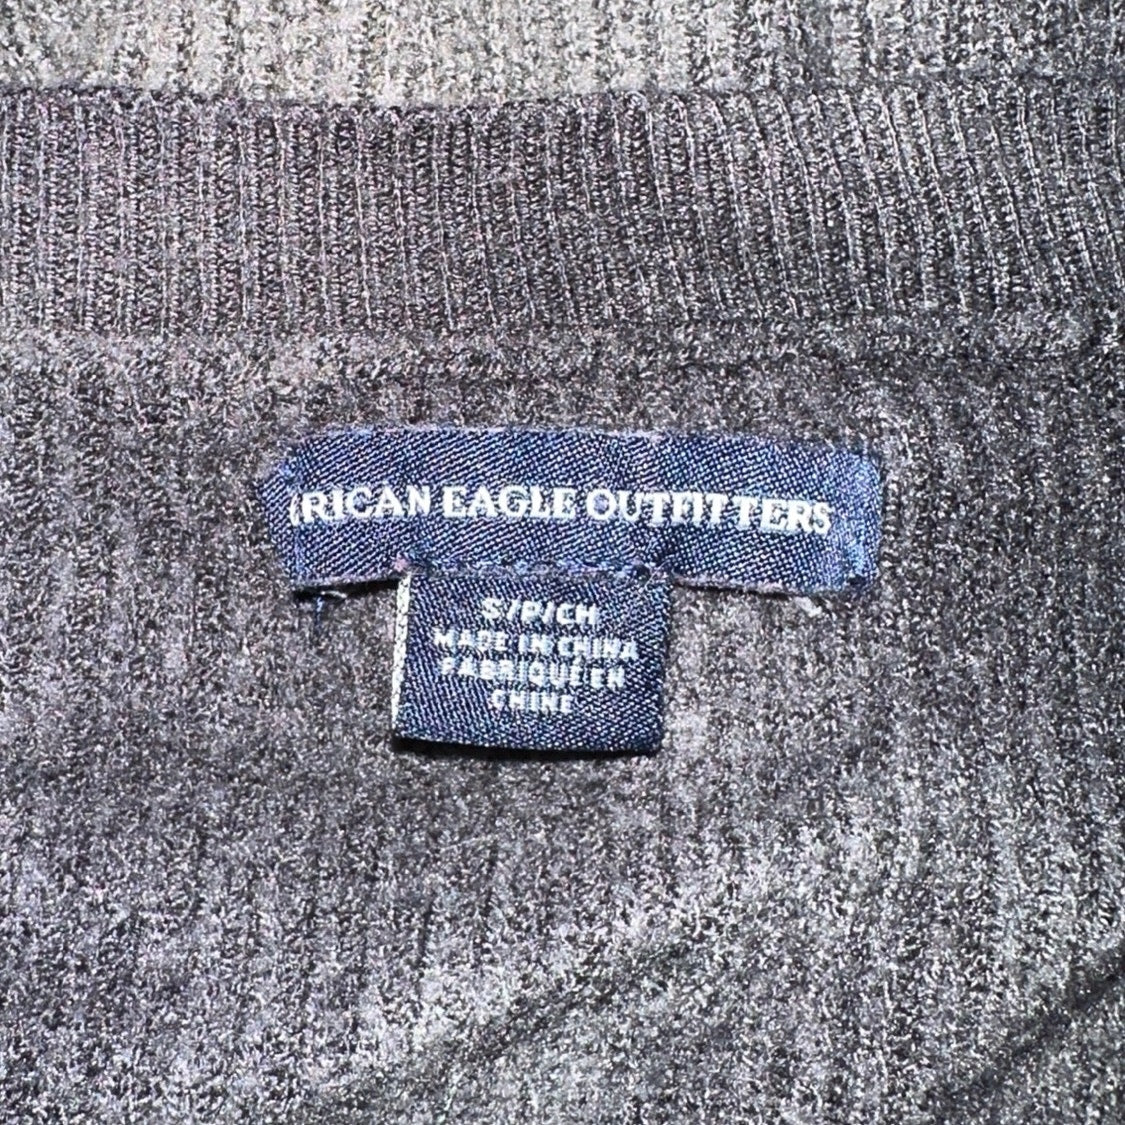 RICAN EAGLE OUTFITTERS
S/P/CH
MADE IN CHINA
FABRIQUÉ EN
CHINE